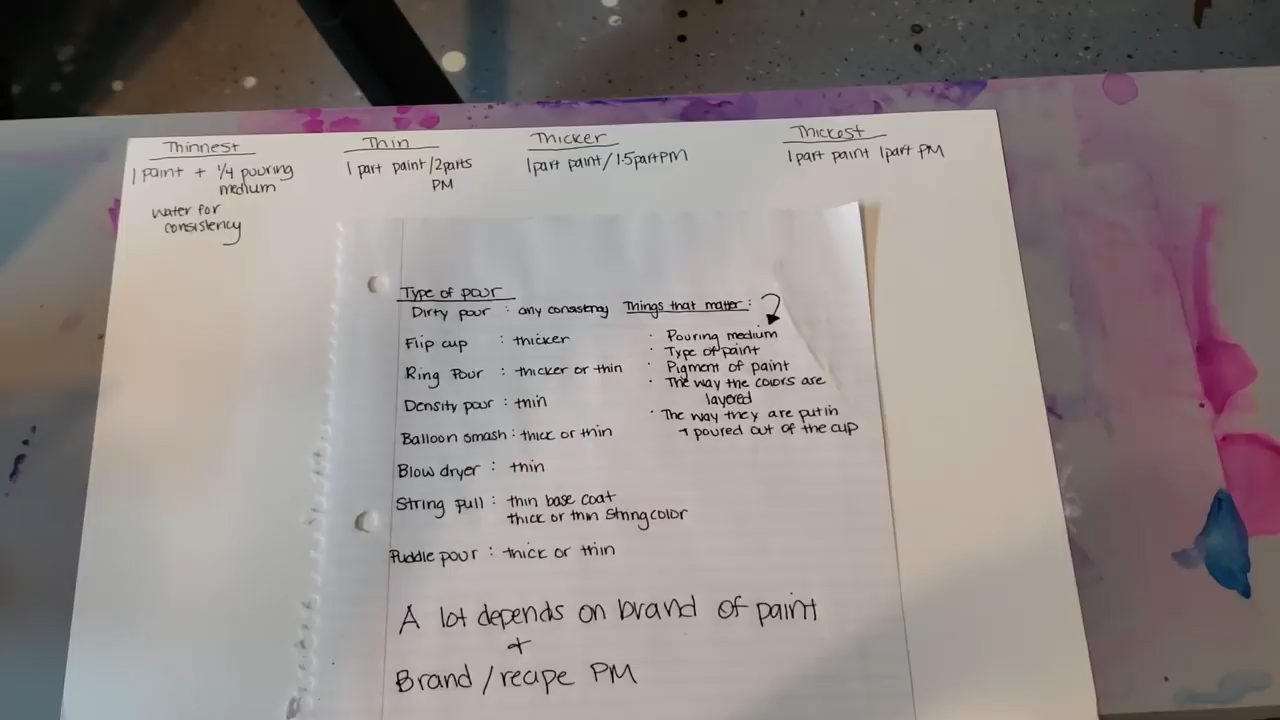 Thinnest
1 paint + 1/4 pouring
medium
water for
consistency
Thin
1 part paint/2parts
PM
Thicker
1part paint/1.5partPM
Thickest
1part paint 1part PM
Type of pour
Dirty pour : any consistency
Flip cup : thicker
Ring Pour : thicker or thin
Density pour : thin
Balloon smash : thick or thin
Blow dryer : thin
String pull : thin base coat
thick or thin String color
Puddle pour : thick or thin
Things that matter:
· Pouring medium
· Type of paint
· Pigment of paint
· The way the colors are
layered
· The way they are put in
+ poured out of the cup
A lot depends on brand of paint
+
Brand/recipe PM